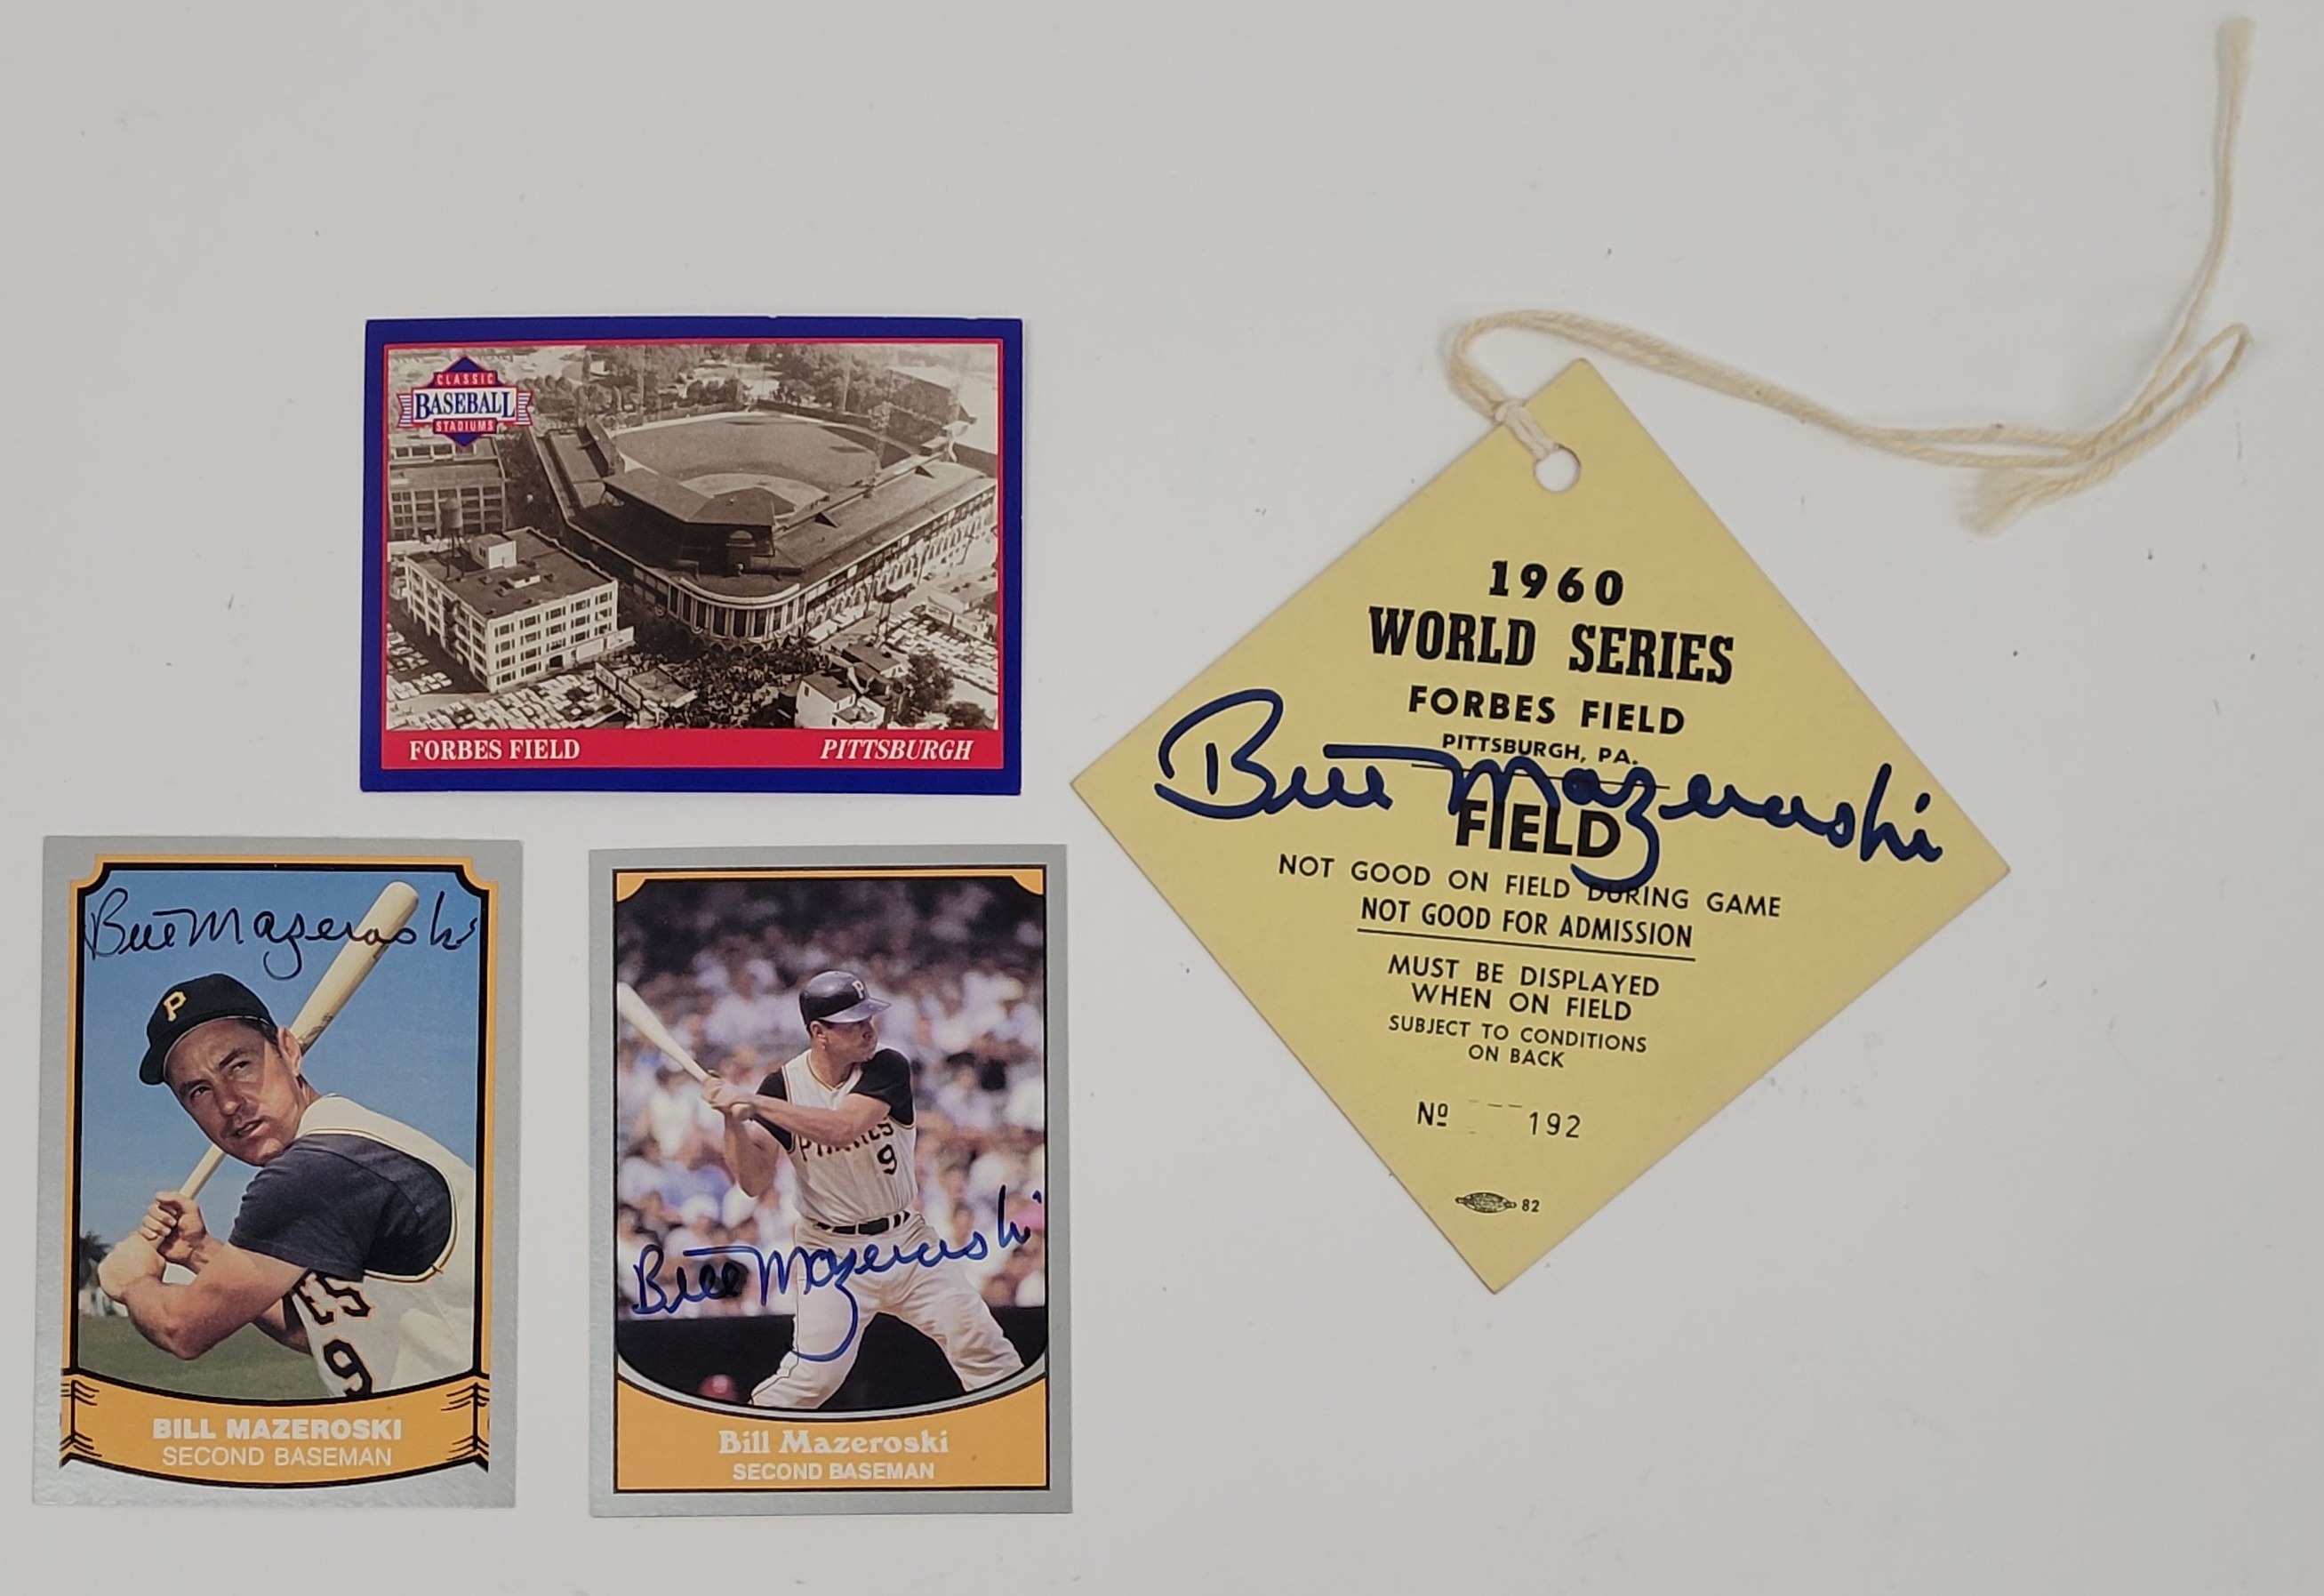 CLASSIC
BASEBALL
STADIUMS
FORBES FIELD PITTSBURGH
Bill Mazeroski
P
ES
9
BILL MAZEROSKI
SECOND BASEMAN
P
PIRATES
9
Bill Mazeroski
Bill Mazeroski
SECOND BASEMAN
1960
WORLD SERIES
FORBES FIELD
PITTSBURGH, PA.
Bill Mazeroski
FIELD
NOT GOOD ON FIELD DURING GAME
NOT GOOD FOR ADMISSION
MUST BE DISPLAYED
WHEN ON FIELD
SUBJECT TO CONDITIONS
ON BACK
Nº 192
82